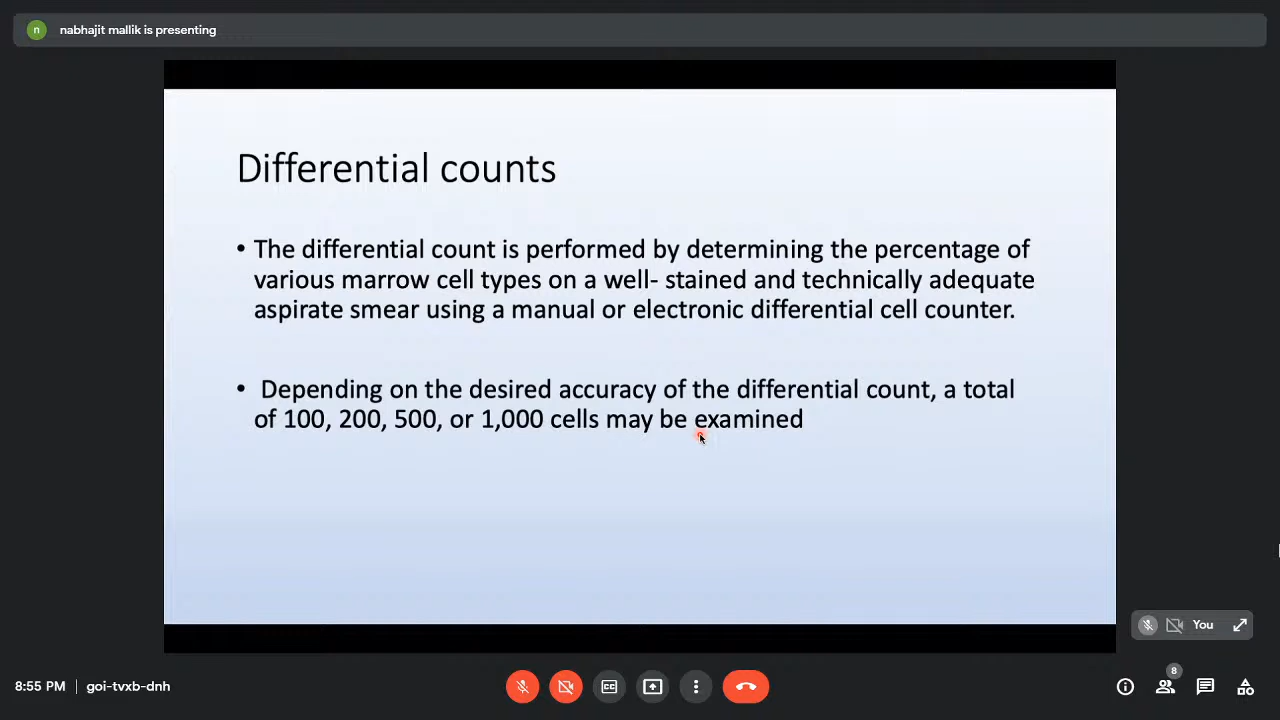 n nabhajit mallik is presenting
Differential counts
• The differential count is performed by determining the percentage of
various marrow cell types on a well- stained and technically adequate
aspirate smear using a manual or electronic differential cell counter.
• Depending on the desired accuracy of the differential count, a total
of 100, 200, 500, or 1,000 cells may be examined
You
8:55 PM | goi-tvxb-dnh
CC
8